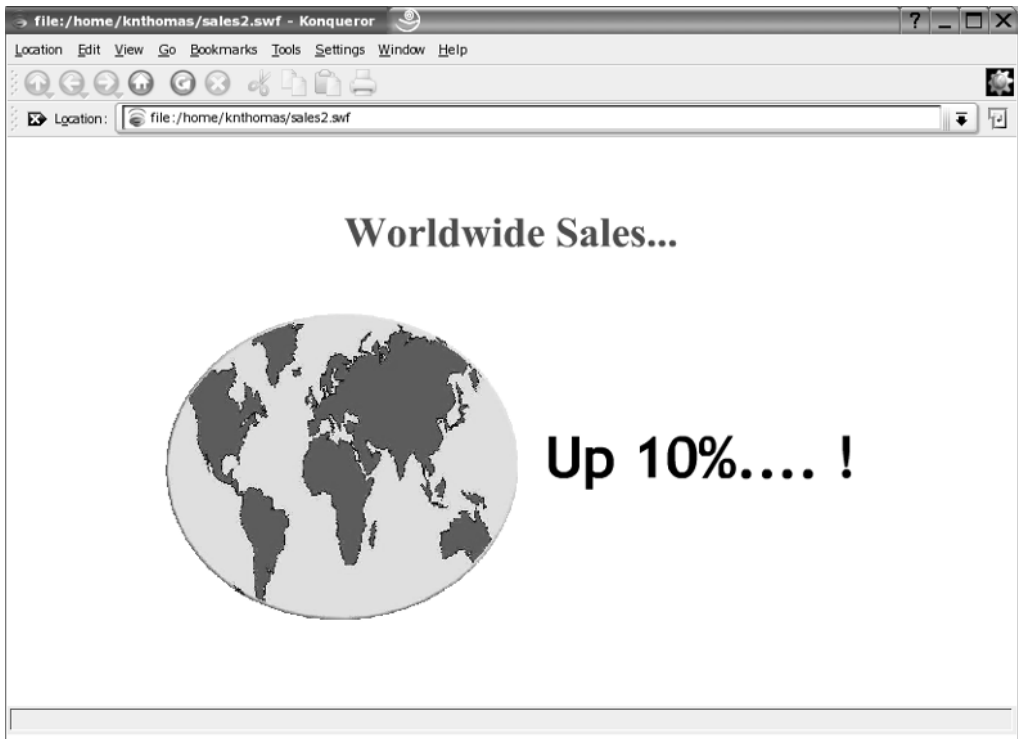 file:/home/knthomas/sales2.swf - Konqueror
?
Location Edit View Go Bookmarks Tools Settings Window Help
Location: file:/home/knthomas/sales2.swf
Worldwide Sales...
Up 10%.... !